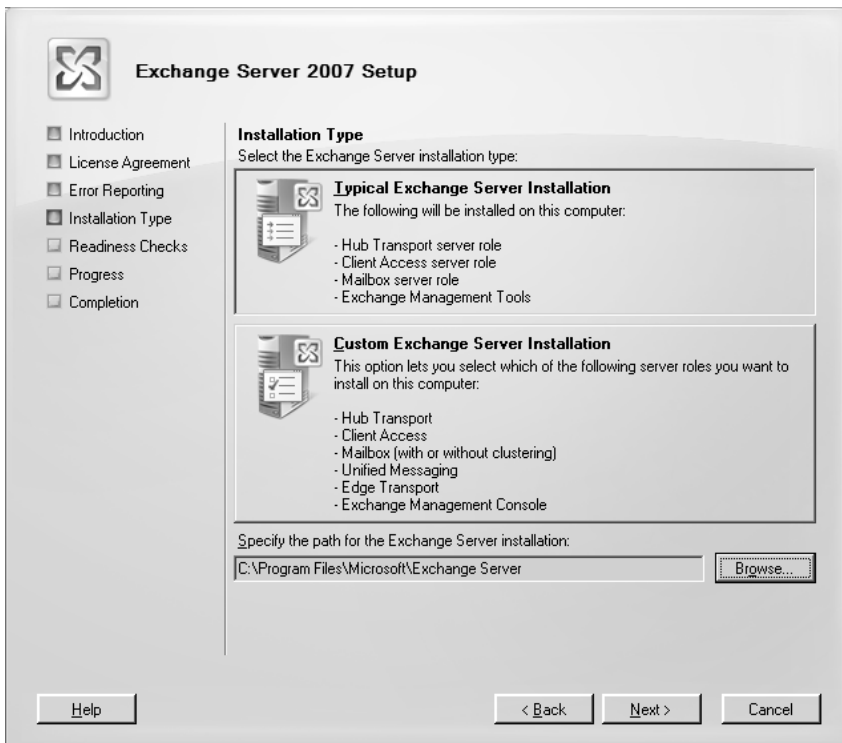 Exchange Server 2007 Setup
Introduction
License Agreement
Error Reporting
Installation Type
Readiness Checks
Progress
Completion
Installation Type
Select the Exchange Server installation type:
Typical Exchange Server Installation
The following will be installed on this computer:
- Hub Transport server role
- Client Access server role
- Mailbox server role
- Exchange Management Tools
Custom Exchange Server Installation
This option lets you select which of the following server roles you want to
install on this computer:
- Hub Transport
- Client Access
- Mailbox (with or without clustering)
- Unified Messaging
- Edge Transport
- Exchange Management Console
Specify the path for the Exchange Server installation:
C:\Program Files\Microsoft\Exchange Server
Browse...
Help
< Back
Next >
Cancel